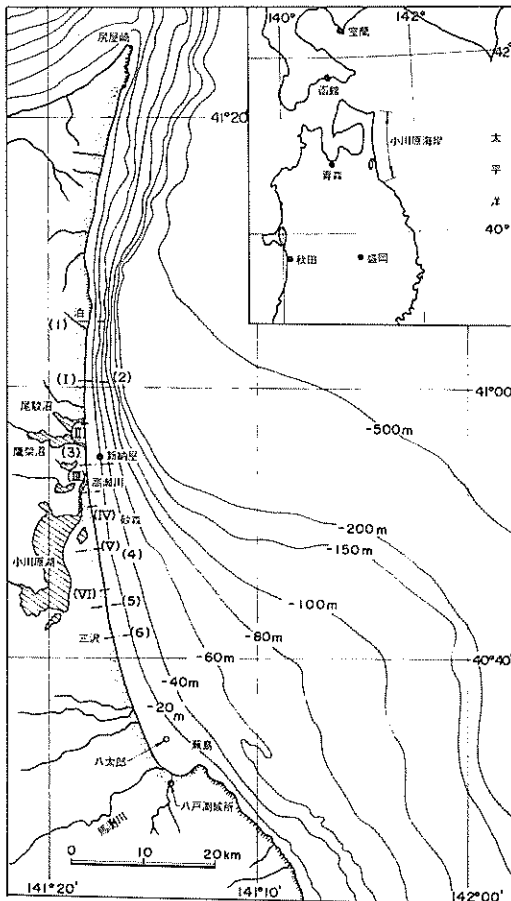 尻屋崎
41°20'
140°
142°
室蘭
42°
函館
小川原海岸
太平洋
青森
40°
秋田
盛岡
泊
(1)
(I)
(2)
41°00'
尾駮沼
(II)
鷹架沼
(3)
新納屋
(III)
高瀬川
(IV)
砂森
(V)
(4)
小川原湖
(VI)
(5)
三沢
(6)
-500m
-200m
-150m
-100m
-80m
-60m
-40m
-20m
40°40'
蕪島
八太郎
八戸測候所
馬淵川
0
10
20km
141°20'
141°10'
142°00'